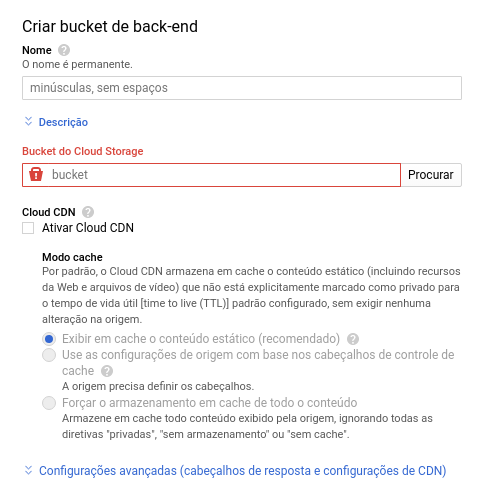 Criar bucket de back-end
Nome
O nome é permanente.
minúsculas, sem espaços
Descrição
Bucket do Cloud Storage
bucket
Procurar
Cloud CDN
Ativar Cloud CDN
Modo cache
Por padrão, o Cloud CDN armazena em cache o conteúdo estático (incluindo recursos
da Web e arquivos de vídeo) que não está explicitamente marcado como privado para
o tempo de vida útil [time to live (TTL)] padrão configurado, sem exigir nenhuma
alteração na origem.
Exibir em cache o conteúdo estático (recomendado)
Use as configurações de origem com base nos cabeçalhos de controle de
cache
A origem precisa definir os cabeçalhos.
Forçar o armazenamento em cache de todo o conteúdo
Armazene em cache todo conteúdo exibido pela origem, ignorando todas as
diretivas "privadas", "sem armazenamento" ou "sem cache".
Configurações avançadas (cabeçalhos de resposta e configurações de CDN)